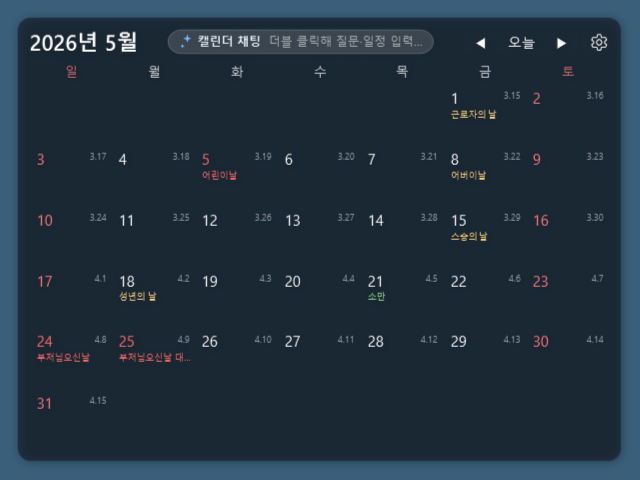 2026년 5월 캘린더 채팅 더블 클릭해 질문·일정 입력... ◀ 오늘 ▶
일 월 화 수 목 금 토
1 3.15 2 3.16
근로자의 날
3 3.17 4 3.18 5 3.19 6 3.20 7 3.21 8 3.22 9 3.23
어린이날 어버이날
10 3.24 11 3.25 12 3.26 13 3.27 14 3.28 15 3.29 16 3.30
스승의 날
17 4.1 18 4.2 19 4.3 20 4.4 21 4.5 22 4.6 23 4.7
성년의 날 소만
24 4.8 25 4.9 26 4.10 27 4.11 28 4.12 29 4.13 30 4.14
부처님오신날 부처님오신날 대...
31 4.15